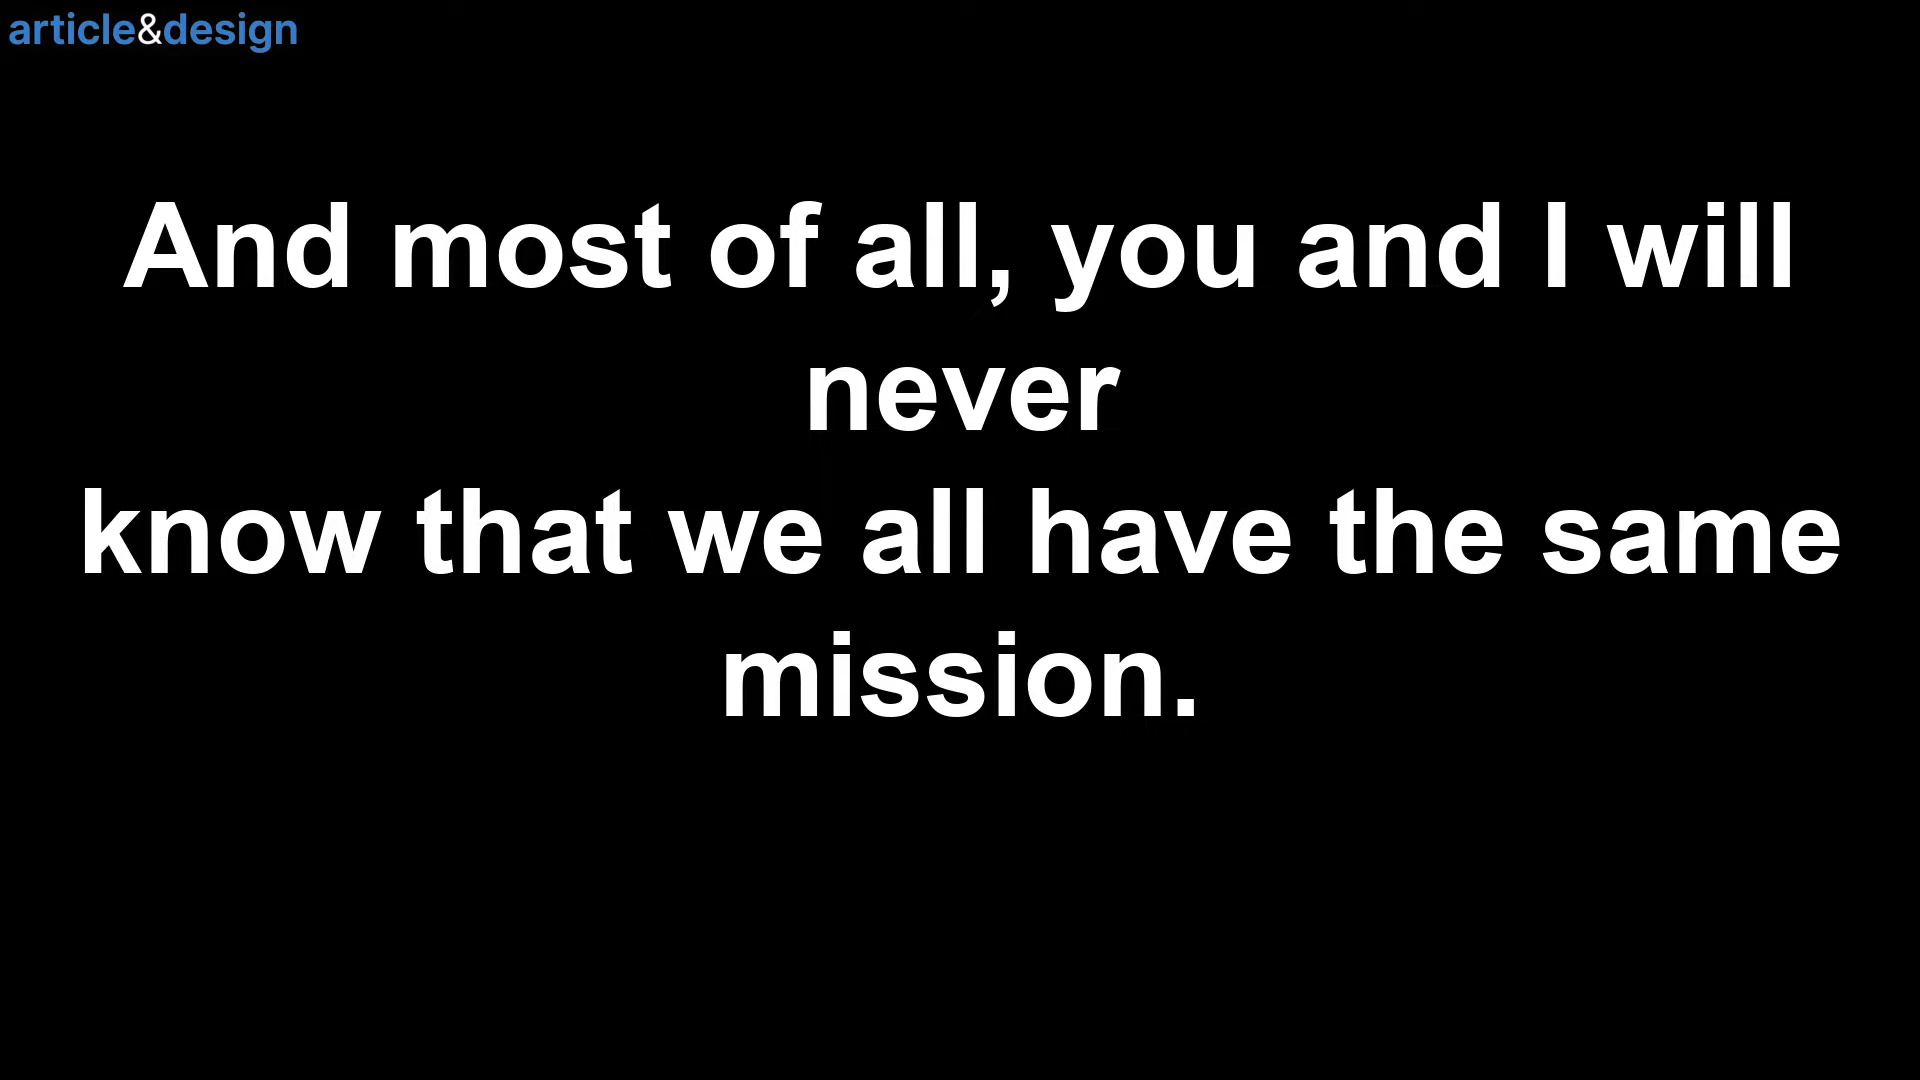 article&design
And most of all, you and I will
never
know that we all have the same
mission.